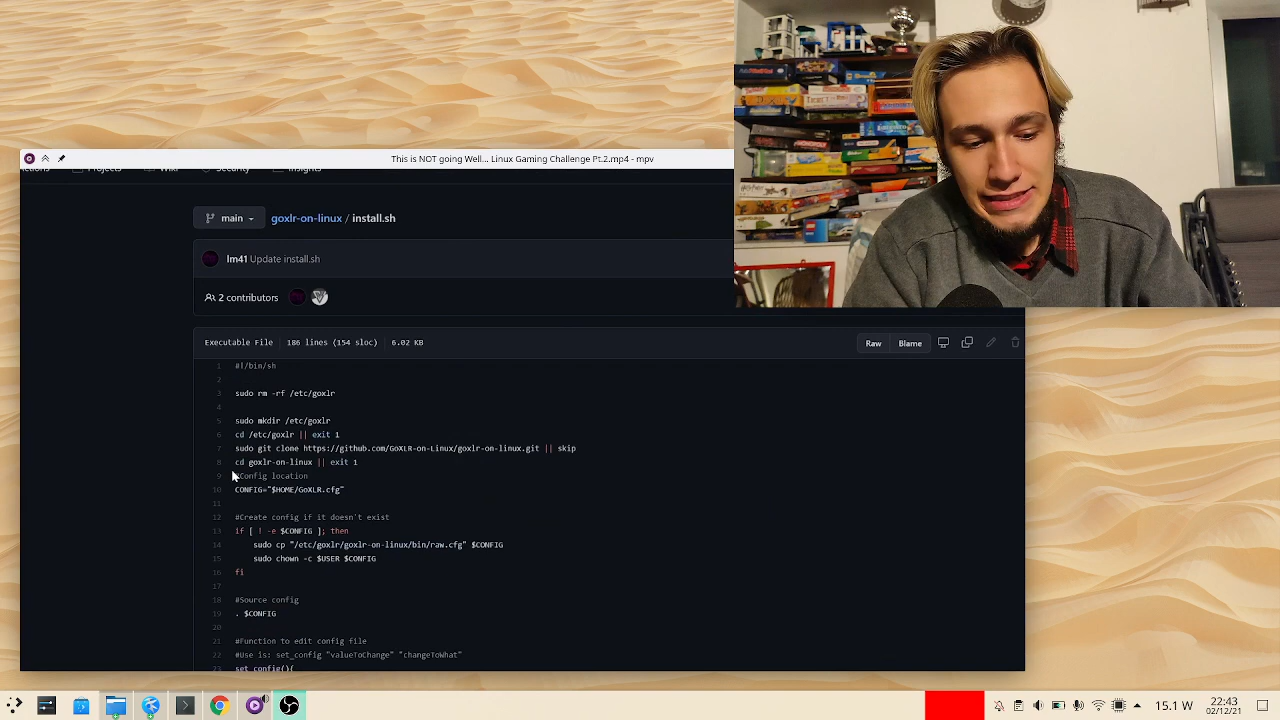 This is NOT going Well... Linux Gaming Challenge Pt.2.mp4 - mpv
Projects
Wiki
Security
Insights
main
goxlr-on-linux / install.sh
lm41 Update install.sh
2 contributors
Executable File 186 lines (154 sloc) 6.02 KB
Raw Blame
1 #!/bin/sh
2
3 sudo rm -rf /etc/goxlr
4
5 sudo mkdir /etc/goxlr
6 cd /etc/goxlr || exit 1
7 sudo git clone https://github.com/GoXLR-on-Linux/goxlr-on-linux.git || skip
8 cd goxlr-on-linux || exit 1
9 #Config location
10 CONFIG="$HOME/GoXLR.cfg"
11
12 #Create config if it doesn't exist
13 if [ ! -e $CONFIG ]; then
14 sudo cp "/etc/goxlr/goxlr-on-linux/bin/raw.cfg" $CONFIG
15 sudo chown -c $USER $CONFIG
16 fi
17
18 #Source config
19 . $CONFIG
20
21 #Function to edit config file
22 #Use is: set_config "valueToChange" "changeToWhat"
23 set_config(){
15.1 W
22:43
02/12/21